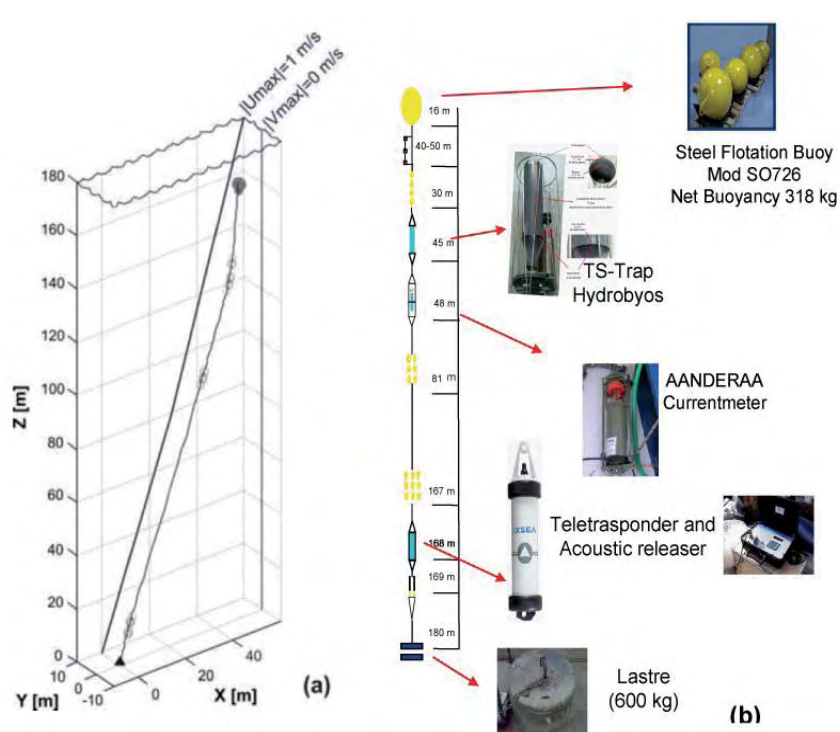 |Umax|=1 m/s
|Vmax|=0 m/s
180
160
140
120
100
80
60
40
20
0
Z [m]
10
0
-10
Y [m]
0
20
40
X [m]
(a)
16 m
40-50 m
30 m
45 m
48 m
81 m
167 m
168 m
169 m
180 m
Steel Flotation Buoy
Mod SO726
Net Buoyancy 318 kg
TS-Trap
Hydrobyos
AANDERAA
Currentmeter
IXSEA
Teletrasponder and
Acoustic releaser
Lastre
(600 kg)
(b)